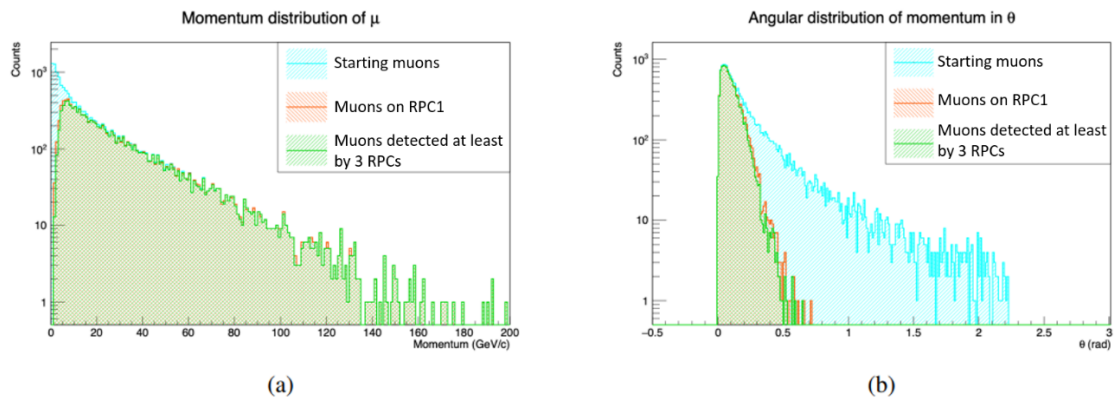 Momentum distribution of μ
Counts
10³
10²
10
1
Starting muons
Muons on RPC1
Muons detected at least
by 3 RPCs
0 20 40 60 80 100 120 140 160 180 200
Momentum (GeV/c)
(a)
Angular distribution of momentum in θ
Counts
10³
10²
10
1
Starting muons
Muons on RPC1
Muons detected at least
by 3 RPCs
−0.5 0 0.5 1 1.5 2 2.5 3
θ (rad)
(b)